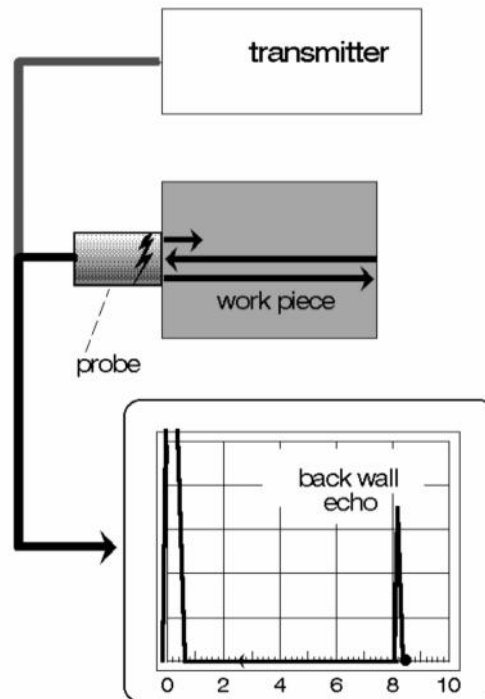 transmitter
work piece
probe
back wall
echo
0 2 4 6 8 10